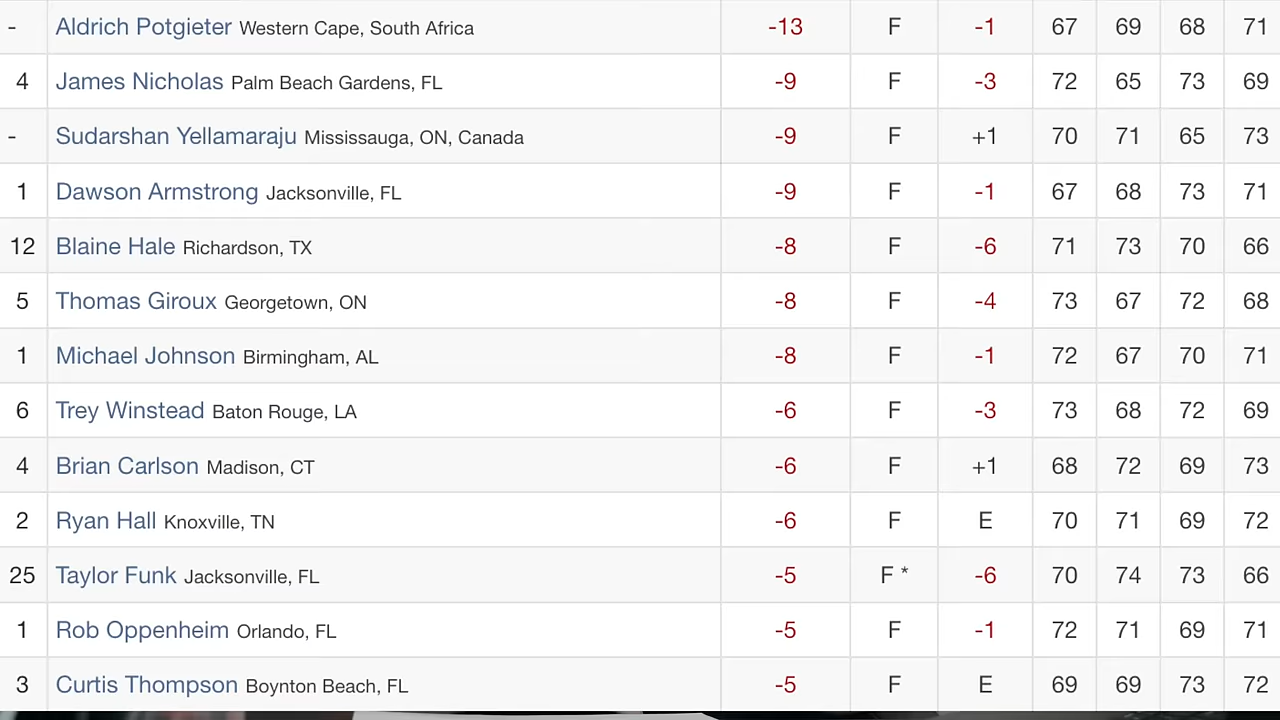 - Aldrich Potgieter Western Cape, South Africa -13 F -1 67 69 68 71
4 James Nicholas Palm Beach Gardens, FL -9 F -3 72 65 73 69
- Sudarshan Yellamaraju Mississauga, ON, Canada -9 F +1 70 71 65 73
1 Dawson Armstrong Jacksonville, FL -9 F -1 67 68 73 71
12 Blaine Hale Richardson, TX -8 F -6 71 73 70 66
5 Thomas Giroux Georgetown, ON -8 F -4 73 67 72 68
1 Michael Johnson Birmingham, AL -8 F -1 72 67 70 71
6 Trey Winstead Baton Rouge, LA -6 F -3 73 68 72 69
4 Brian Carlson Madison, CT -6 F +1 68 72 69 73
2 Ryan Hall Knoxville, TN -6 F E 70 71 69 72
25 Taylor Funk Jacksonville, FL -5 F * -6 70 74 73 66
1 Rob Oppenheim Orlando, FL -5 F -1 72 71 69 71
3 Curtis Thompson Boynton Beach, FL -5 F E 69 69 73 72